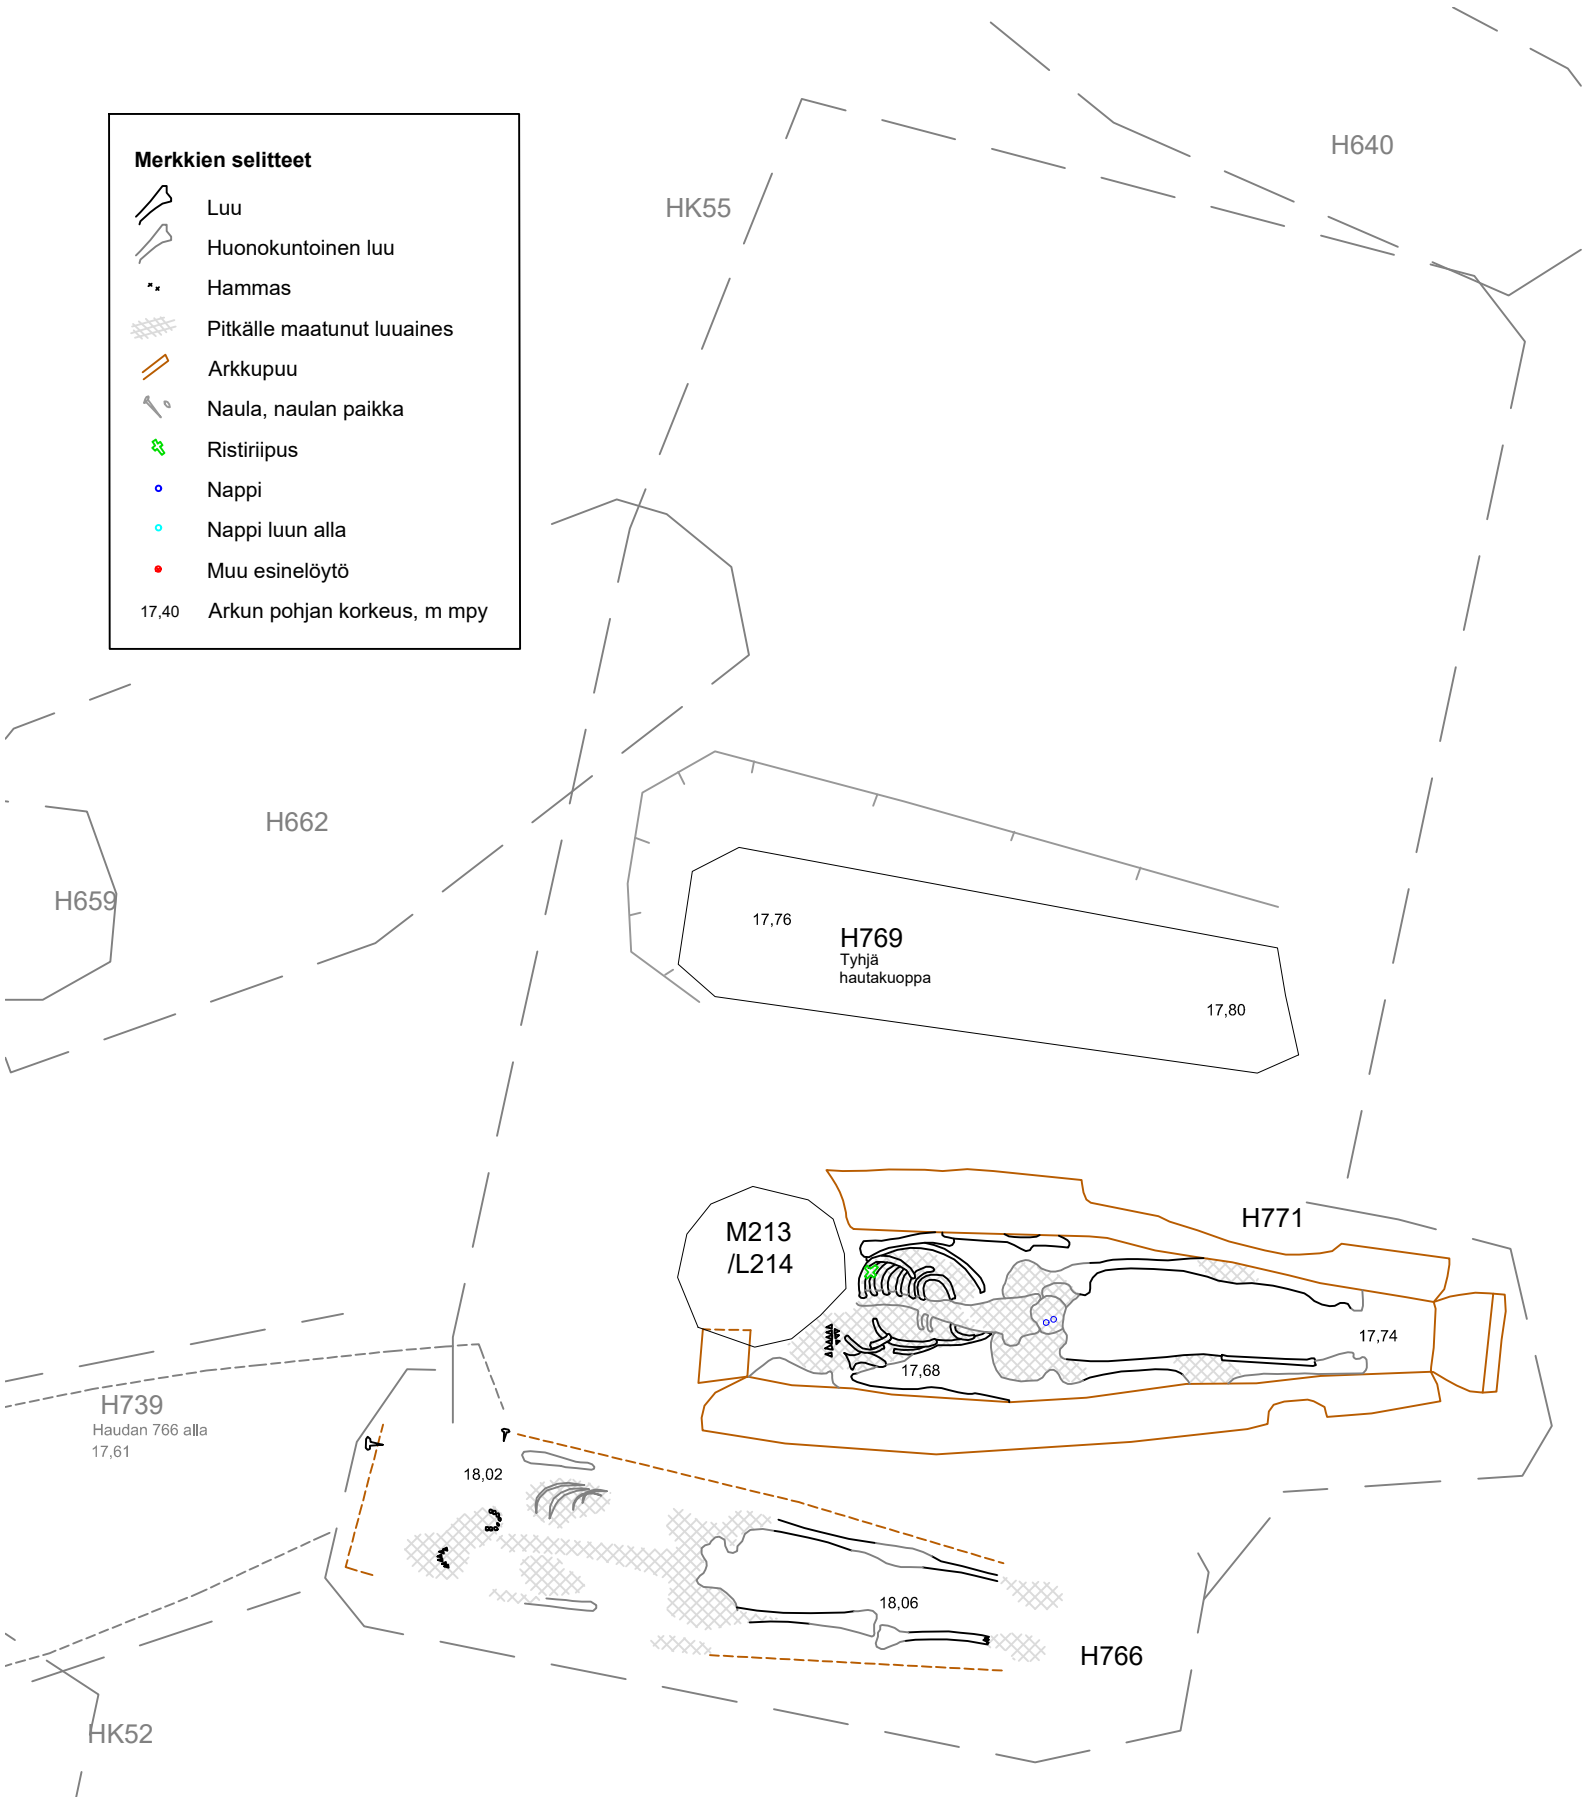 H640
HK55
Merkkien selitteet
Luu
Huonokuntoinen luu
Hammas
Pitkälle maatunut luuaines
Arkkupuu
Naula, naulan paikka
Ristiriipus
Nappi
Nappi luun alla
Muu esinelöytö
17,40 Arkun pohjan korkeus, m mpy
H662
H659
17,76
H769
Tyhjä
hautakuoppa
17,80
M213
/L214
H771
17,74
17,68
H739
Haudan 766 alla
17,61
18,02
18,06
H766
HK52